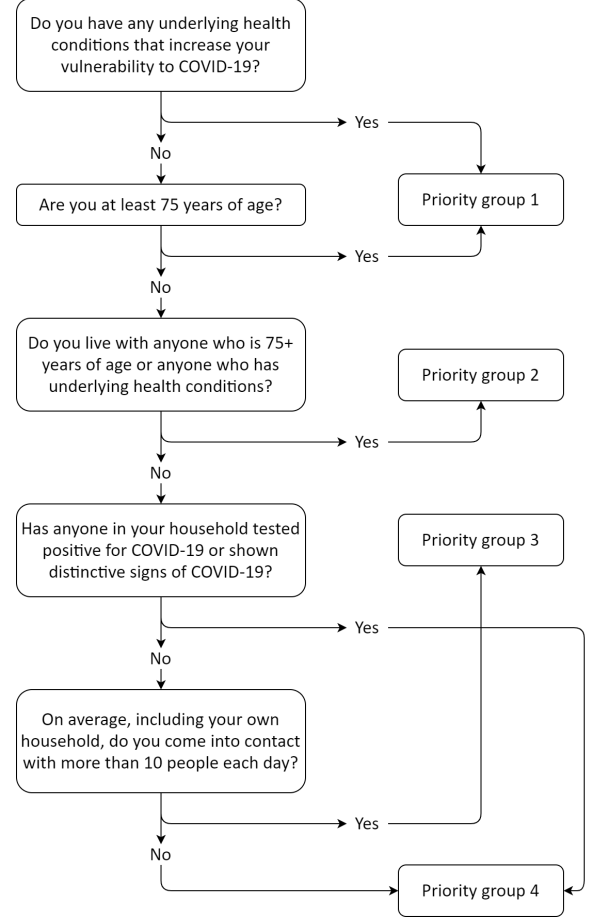 Do you have any underlying health
conditions that increase your
vulnerability to COVID-19?
Yes
No
Priority group 1
Are you at least 75 years of age?
Yes
No
Do you live with anyone who is 75+
years of age or anyone who has
underlying health conditions?
Priority group 2
Yes
No
Has anyone in your household tested
positive for COVID-19 or shown
distinctive signs of COVID-19?
Priority group 3
Yes
No
On average, including your own
household, do you come into contact
with more than 10 people each day?
Yes
No
Priority group 4